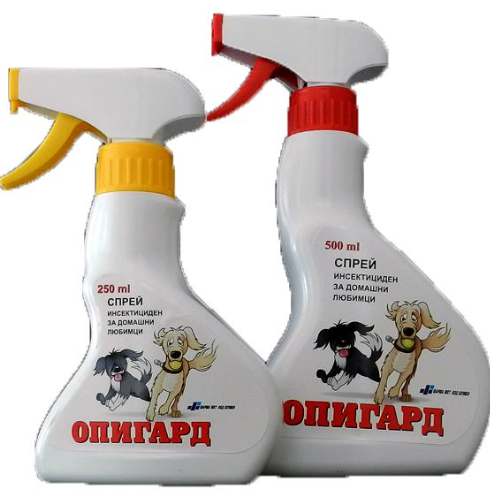 250 ml
СПРЕЙ
ИНСЕКТИЦИДЕН
ЗА ДОМАШНИ
ЛЮБИМЦИ
ОПИГАРД
500 ml
СПРЕЙ
ИНСЕКТИЦИДЕН
ЗА ДОМАШНИ
ЛЮБИМЦИ
ОПИГАРД